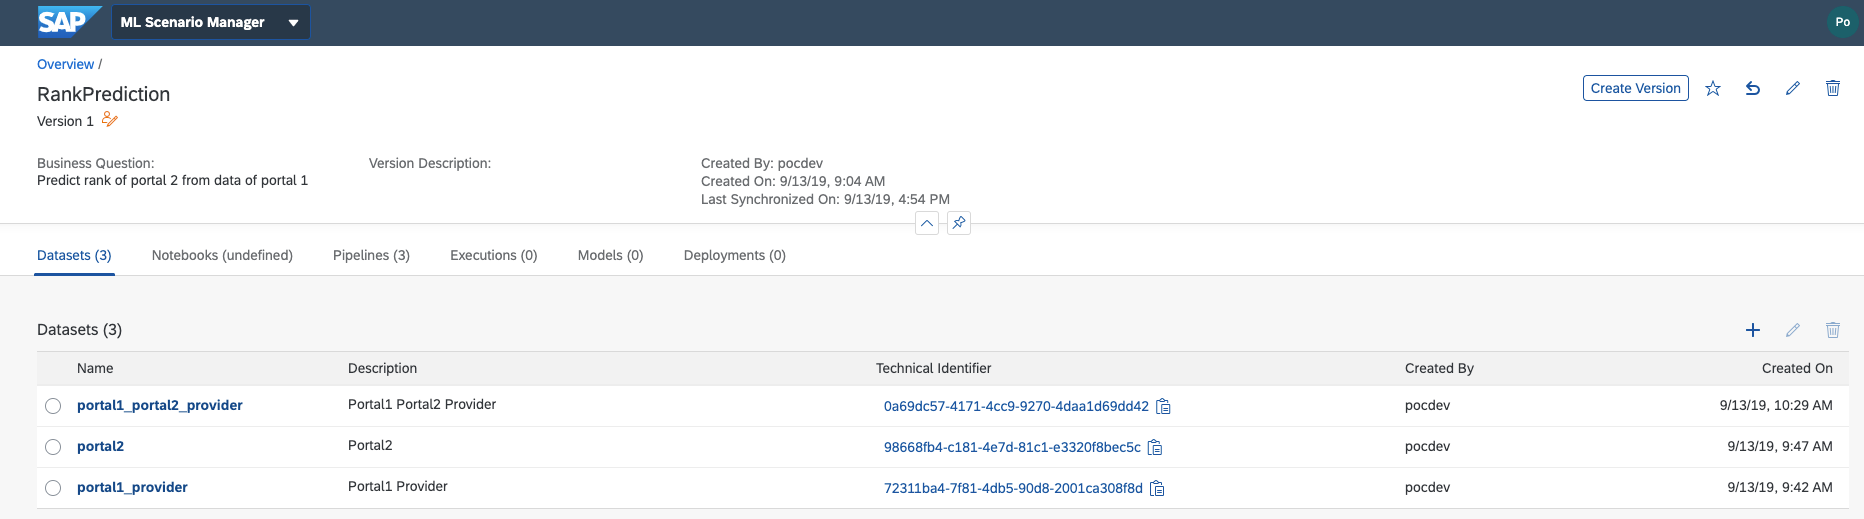 SAP ML Scenario Manager Po
Overview /
RankPrediction
Create Version
Version 1
Business Question:
Predict rank of portal 2 from data of portal 1
Version Description:
Created By: pocdev
Created On: 9/13/19, 9:04 AM
Last Synchronized On: 9/13/19, 4:54 PM
Datasets (3) Notebooks (undefined) Pipelines (3) Executions (0) Models (0) Deployments (0)
Datasets (3)
Name Description Technical Identifier Created By Created On
portal1_portal2_provider Portal1 Portal2 Provider 0a69dc57-4171-4cc9-9270-4daa1d69dd42 pocdev 9/13/19, 10:29 AM
portal2 Portal2 98668fb4-c181-4e7d-81c1-e3320f8bec5c pocdev 9/13/19, 9:47 AM
portal1_provider Portal1 Provider 72311ba4-7f81-4db5-90d8-2001ca308f8d pocdev 9/13/19, 9:42 AM